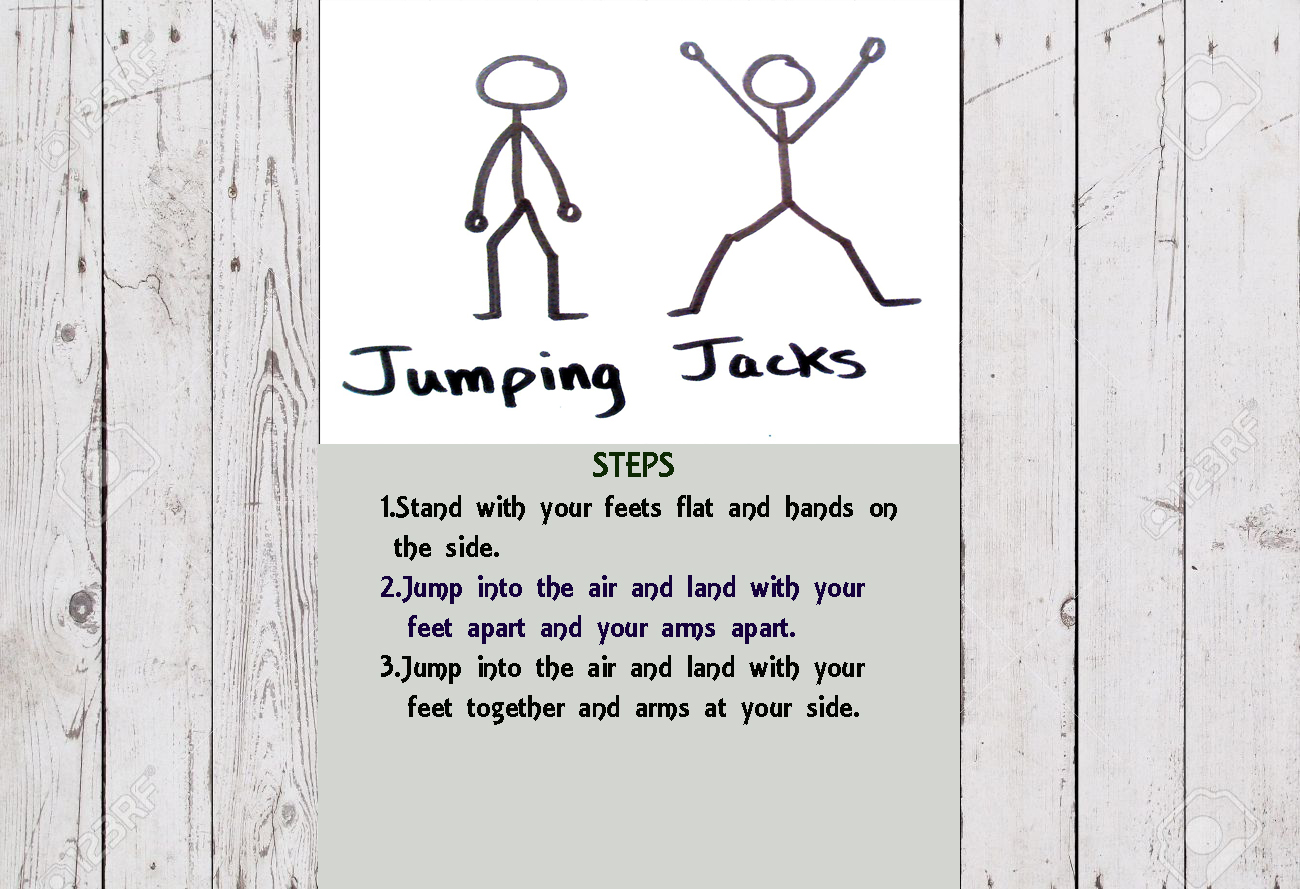 Jumping Jacks
STEPS
1.Stand with your feets flat and hands on
the side.
2.Jump into the air and land with your
feet apart and your arms apart.
3.Jump into the air and land with your
feet together and arms at your side.
123RF
123RF
123RF
123RF